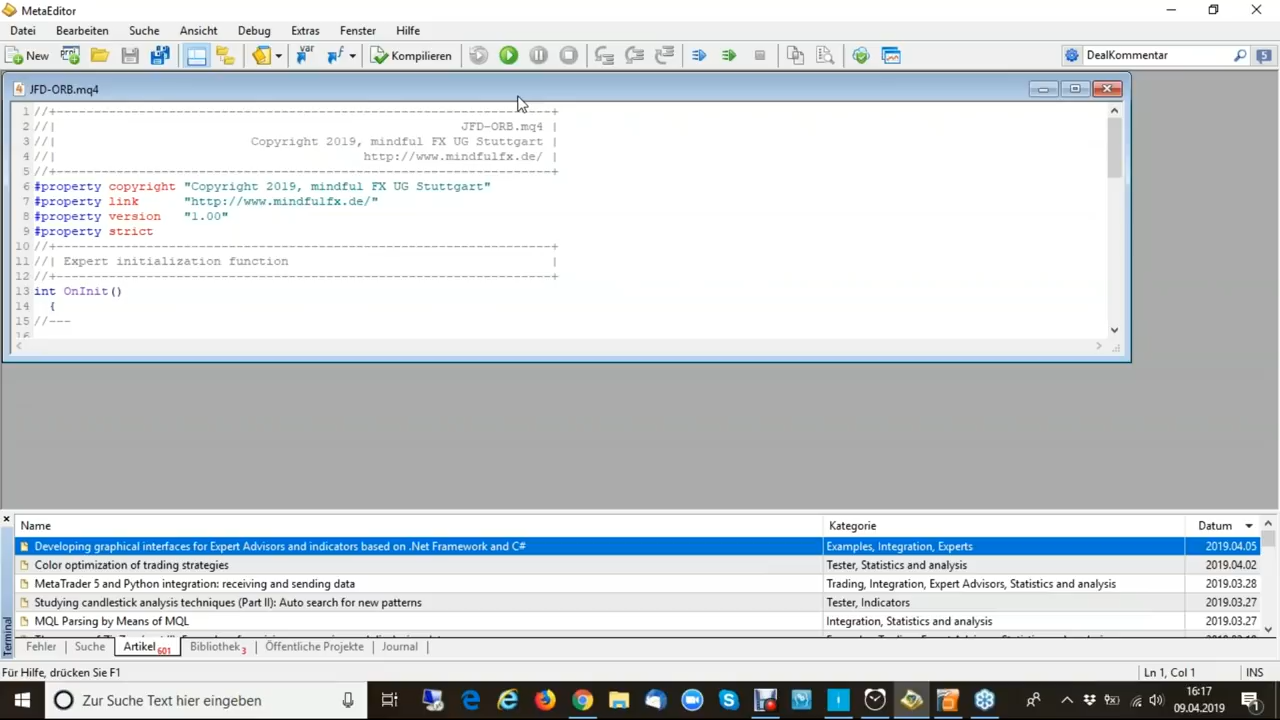 MetaEditor
Datei Bearbeiten Suche Ansicht Debug Extras Fenster Hilfe
New Kompilieren DealKommentar 5
JFD-ORB.mq4
1 //+------------------------------------------------------------------+
2 //| JFD-ORB.mq4 |
3 //| Copyright 2019, mindful FX UG Stuttgart |
4 //| http://www.mindfulfx.de/ |
5 //+------------------------------------------------------------------+
6 #property copyright "Copyright 2019, mindful FX UG Stuttgart"
7 #property link "http://www.mindfulfx.de/"
8 #property version "1.00"
9 #property strict
10 //+------------------------------------------------------------------+
11 //| Expert initialization function |
12 //+------------------------------------------------------------------+
13 int OnInit()
14 {
15 //---
16
Name Kategorie Datum
Developing graphical interfaces for Expert Advisors and indicators based on .Net Framework and C# Examples, Integration, Experts 2019.04.05
Color optimization of trading strategies Tester, Statistics and analysis 2019.04.02
MetaTrader 5 and Python integration: receiving and sending data Trading, Integration, Expert Advisors, Statistics and analysis 2019.03.28
Studying candlestick analysis techniques (Part II): Auto search for new patterns Tester, Indicators 2019.03.27
MQL Parsing by Means of MQL Integration, Statistics and analysis 2019.03.27
Terminal
Fehler Suche Artikel 601 Bibliothek 3 Öffentliche Projekte Journal
Für Hilfe, drücken Sie F1 Ln 1, Col 1 INS
Zur Suche Text hier eingeben 16:17
09.04.2019